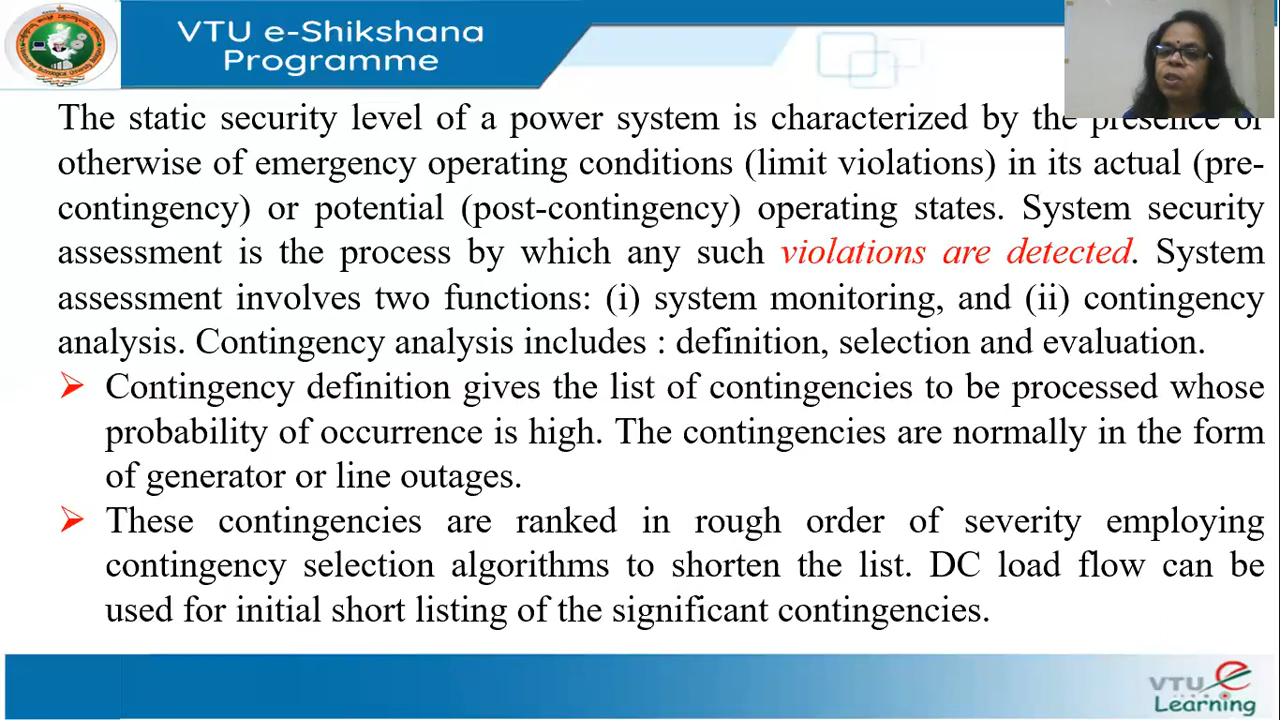 VTU e-Shikshana
Programme
The static security level of a power system is characterized by the presence or
otherwise of emergency operating conditions (limit violations) in its actual (pre-
contingency) or potential (post-contingency) operating states. System security
assessment is the process by which any such violations are detected. System
assessment involves two functions: (i) system monitoring, and (ii) contingency
analysis. Contingency analysis includes : definition, selection and evaluation.
➢ Contingency definition gives the list of contingencies to be processed whose
probability of occurrence is high. The contingencies are normally in the form
of generator or line outages.
➢ These contingencies are ranked in rough order of severity employing
contingency selection algorithms to shorten the list. DC load flow can be
used for initial short listing of the significant contingencies.
VTU e
Learning